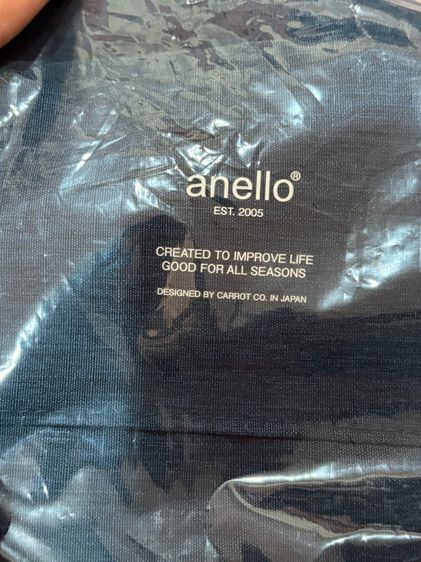 anello®
EST. 2005
CREATED TO IMPROVE LIFE
GOOD FOR ALL SEASONS
DESIGNED BY CARROT CO. IN JAPAN